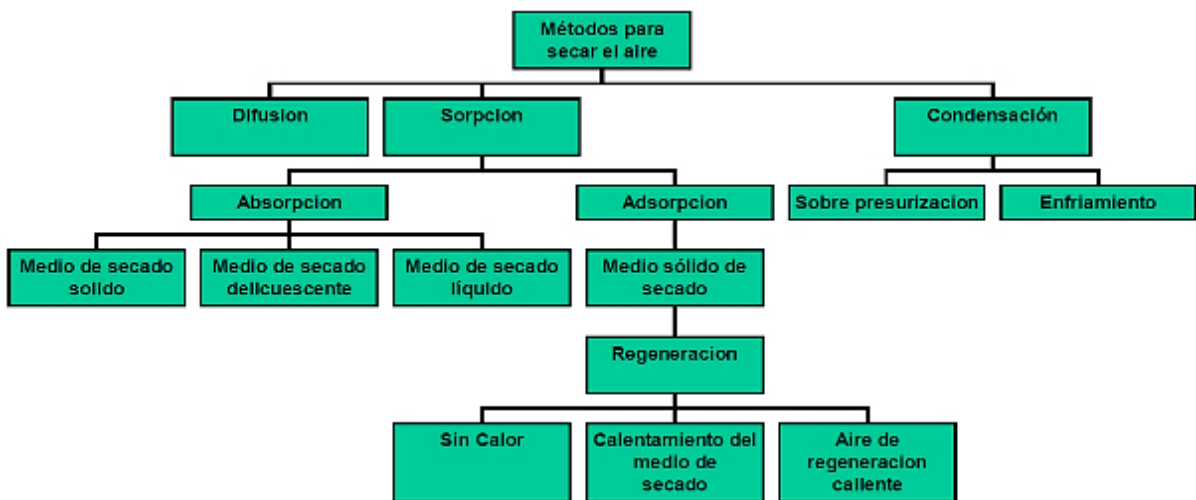 Métodos para
secar el aire
Difusion
Sorpcion
Condensación
Absorpcion
Adsorpcion
Sobre presurizacion
Enfriamiento
Medio de secado
solido
Medio de secado
delicuescente
Medio de secado
líquido
Medio sólido de
secado
Regeneracion
Sin Calor
Calentamiento del
medio de
secado
Aire de
regeneracion
caliente